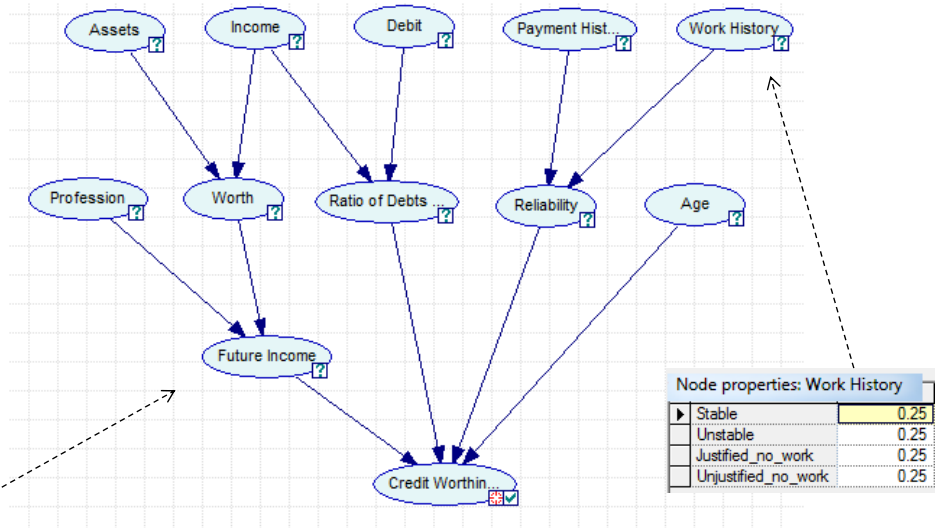 Assets
Income
Debit
Payment Hist...
Work History
Profession
Worth
Ratio of Debts ...
Reliability
Age
Future Income
Node properties: Work History
Stable 0.25
Unstable 0.25
Justified_no_work 0.25
Unjustified_no_work 0.25
Credit Worthin...